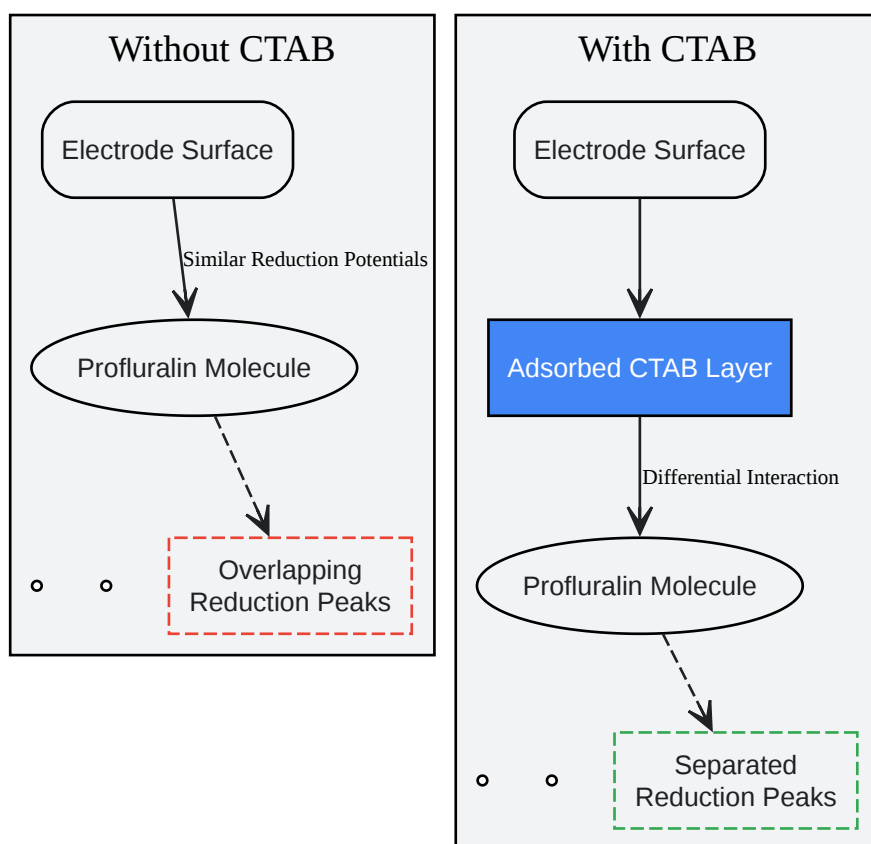 Without CTAB
Electrode Surface
Similar Reduction Potentials
Profluralin Molecule
Overlapping
Reduction Peaks
With CTAB
Electrode Surface
Adsorbed CTAB Layer
Differential Interaction
Profluralin Molecule
Separated
Reduction Peaks